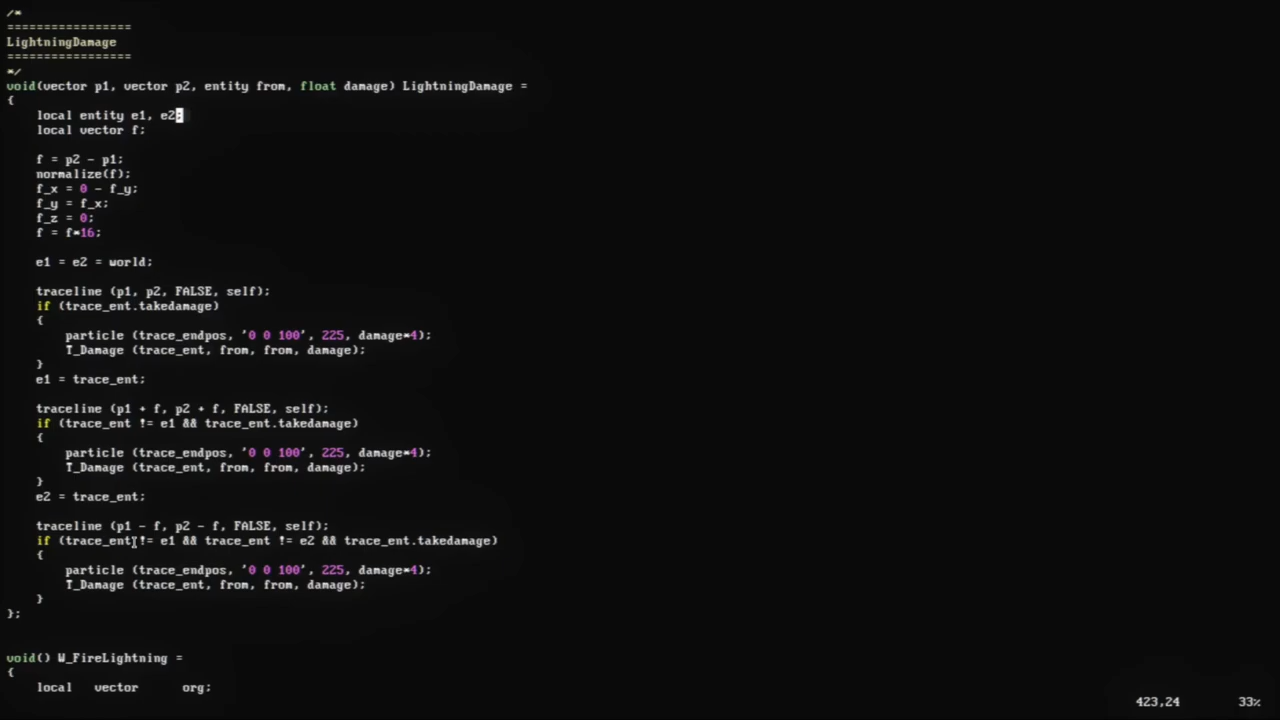 /*
=================
LightningDamage
=================
*/
void(vector p1, vector p2, entity from, float damage) LightningDamage =
{
    local entity e1, e2;
    local vector f;

    f = p2 - p1;
    normalize(f);
    f_x = 0 - f_y;
    f_y = f_x;
    f_z = 0;
    f = f*16;

    e1 = e2 = world;

    traceline (p1, p2, FALSE, self);
    if (trace_ent.takedamage)
    {
        particle (trace_endpos, '0 0 100', 225, damage*4);
        T_Damage (trace_ent, from, from, damage);
    }
    e1 = trace_ent;

    traceline (p1 + f, p2 + f, FALSE, self);
    if (trace_ent != e1 && trace_ent.takedamage)
    {
        particle (trace_endpos, '0 0 100', 225, damage*4);
        T_Damage (trace_ent, from, from, damage);
    }
    e2 = trace_ent;

    traceline (p1 - f, p2 - f, FALSE, self);
    if (trace_ent != e1 && trace_ent != e2 && trace_ent.takedamage)
    {
        particle (trace_endpos, '0 0 100', 225, damage*4);
        T_Damage (trace_ent, from, from, damage);
    }
};


void() W_FireLightning =
{
    local   vector      org;
423,24        33%